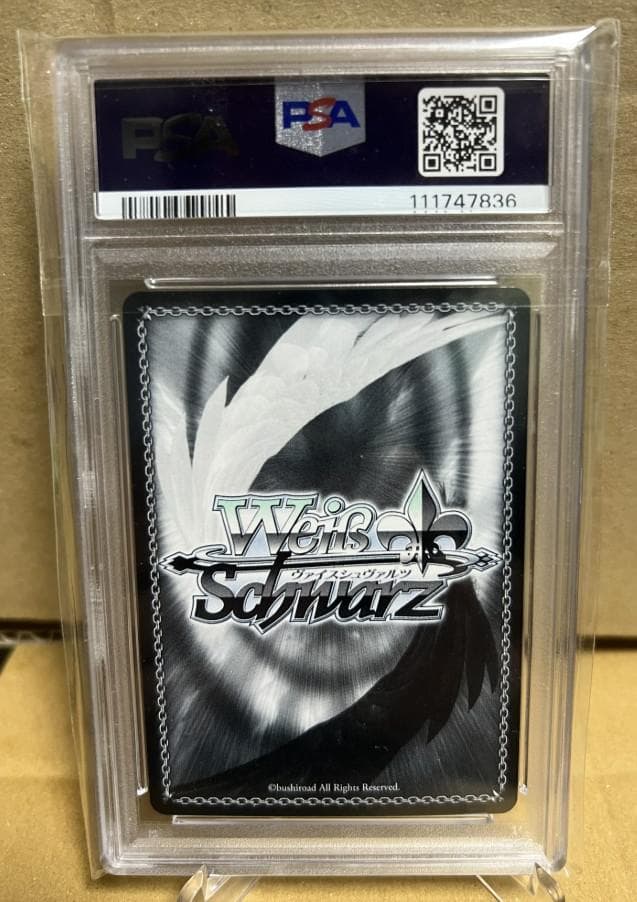 PSA
PSA
111747836
Weiß
ヴァイスシュヴァルツ
Schwarz
©bushiroad All Rights Reserved.